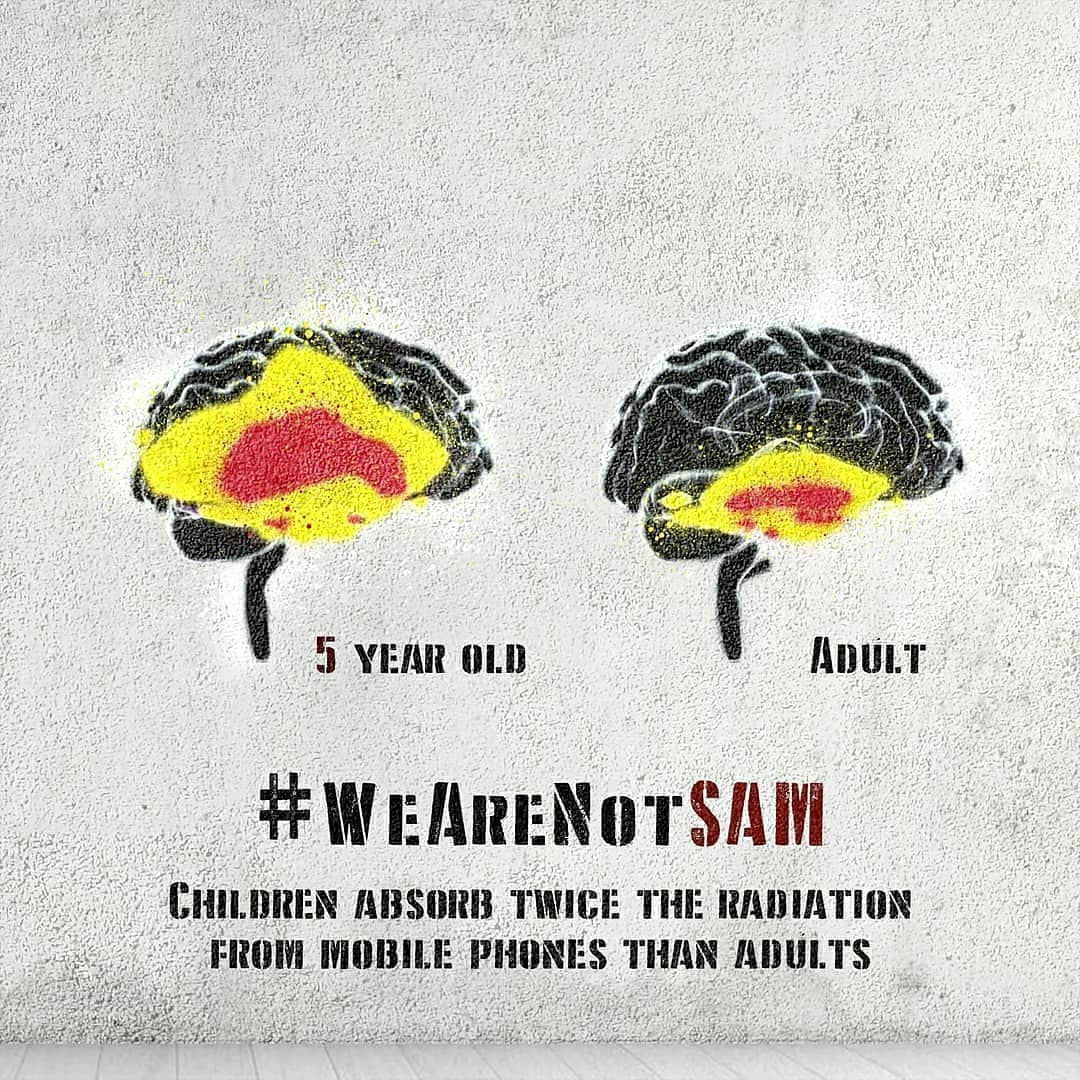 5 YEAR OLD
ADULT
#WEARENOTSAM
CHILDREN ABSORB TWICE THE RADIATION
FROM MOBILE PHONES THAN ADULTS